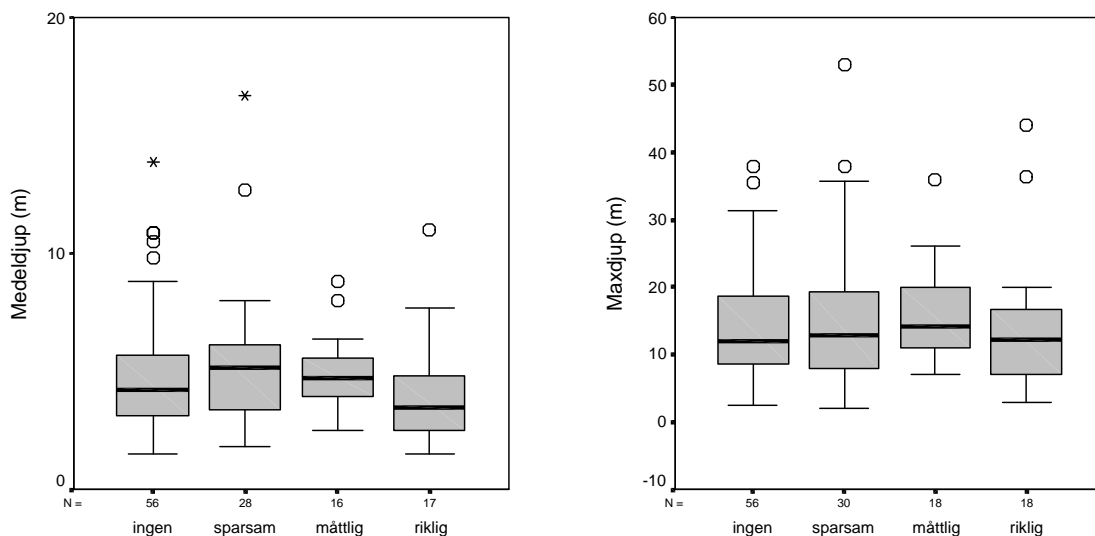 20
10
0
Medeldjup (m)
N =
56
28
16
17
ingen
sparsam
måttlig
riklig
60
50
40
30
20
10
0
-10
Maxdjup (m)
N =
56
30
18
18
ingen
sparsam
måttlig
riklig